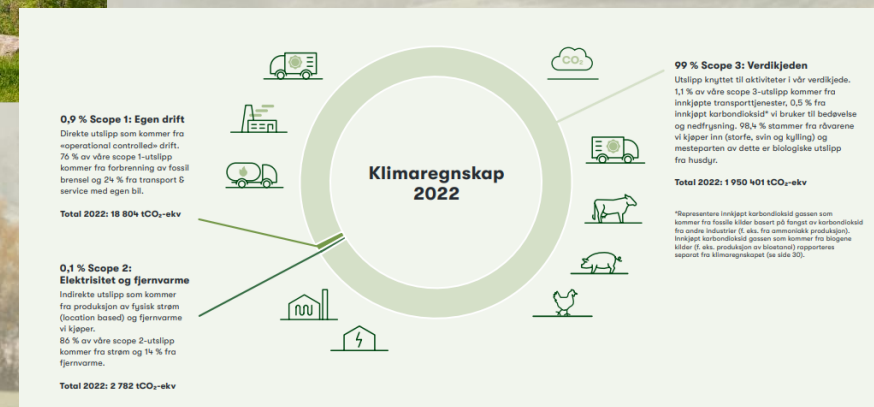 0,9 % Scope 1: Egen drift
Direkte utslipp som kommer fra
«operational controlled» drift.
76 % av våre scope 1-utslipp
kommer fra forbrenning av fossil
brensel og 24 % fra transport &
service med egen bil.
Total 2022: 18 804 tCO₂-ekv
0,1 % Scope 2:
Elektrisitet og fjernvarme
Indirekte utslipp som kommer
fra produksjon av fysisk strøm
(location based) og fjernvarme
vi kjøper.
86 % av våre scope 2-utslipp
kommer fra strøm og 14 % fra
fjernvarme.
Total 2022: 2 782 tCO₂-ekv
Klimaregnskap
2022
CO₂
99 % Scope 3: Verdikjeden
Utslipp knyttet til aktiviteter i vår verdikjede.
1,1 % av våre scope 3-utslipp kommer fra
innkjøpte transporttjenester, 0,5 % fra
innkjøpt karbondioksid* vi bruker til bedøvelse
og nedfrysning. 98,4 % stammer fra råvarene
vi kjøper inn (storfe, svin og kylling) og
mesteparten av dette er biologiske utslipp
fra husdyr.
Total 2022: 1 950 401 tCO₂-ekv
*Representere innkjøpt karbondioksid gassen som
kommer fra fossile kilder basert på fangst av karbondioksid
fra andre industrier (f. eks. fra ammoniakk produksjon).
Innkjøpt karbondioksid gassen som kommer fra biogene
kilder (f. eks. produksjon av bioetanol) rapporteres
separat fra klimaregnskapet (se side 30).